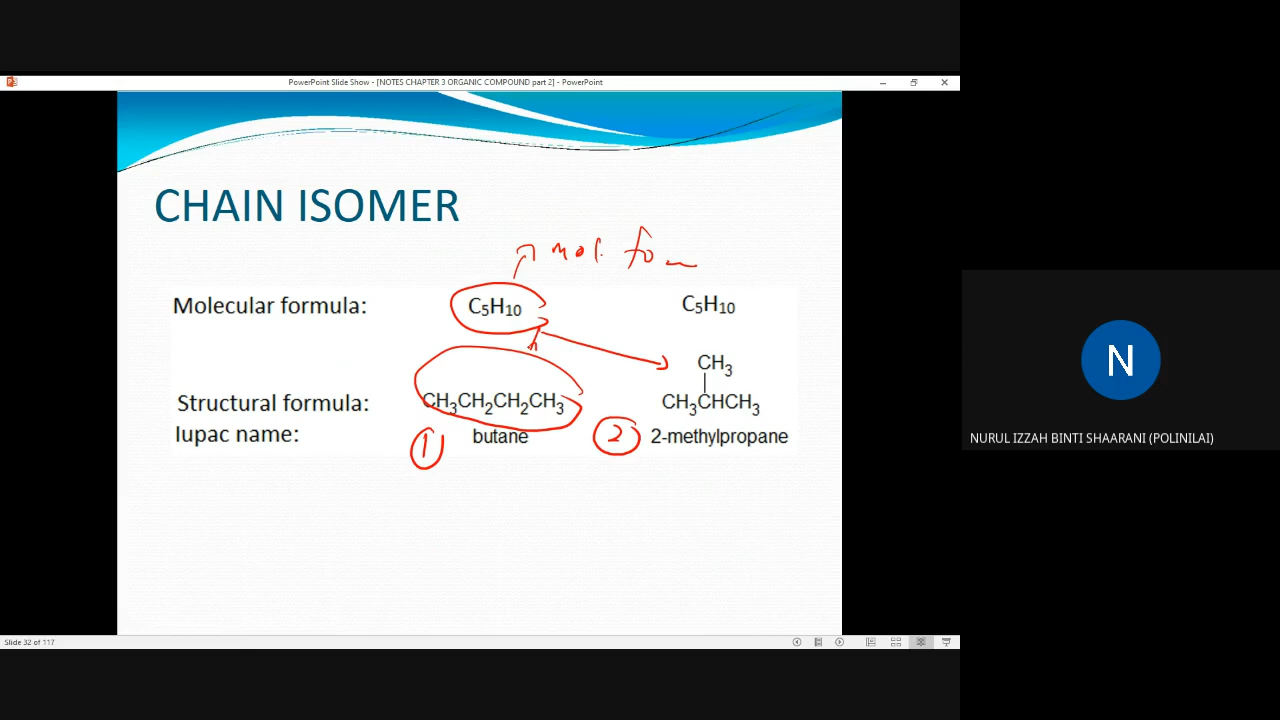 PowerPoint Slide Show - [NOTES CHAPTER 3 ORGANIC COMPOUND part 2] - PowerPoint
CHAIN ISOMER
mol. fo
Molecular formula: C₅H₁₀ C₅H₁₀
CH₃
Structural formula: CH₃CH₂CH₂CH₃ CH₃CHCH₃
Iupac name: butane 2-methylpropane
1 2
N
NURUL IZZAH BINTI SHAARANI (POLINILAI)
Slide 32 of 117